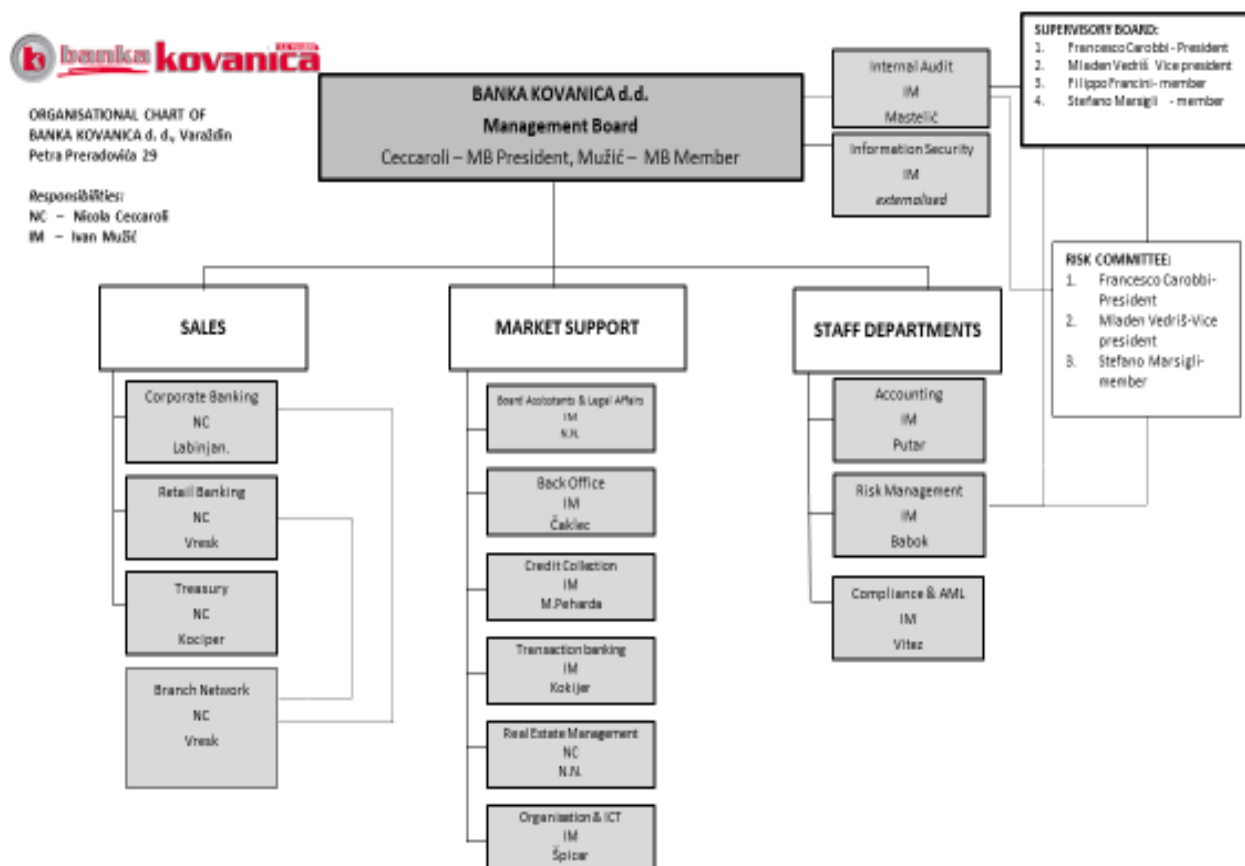 banka kovanica
ORGANISATIONAL CHART OF
BANKA KOVANICA d. d., Varaždin
Petra Preradovića 29
Responsibilities:
NC – Nicola Ceccaroli
IM – Ivan Mužić
BANKA KOVANICA d.d.
Management Board
Ceccaroli – MB President, Mužić – MB Member
Internal Audit
IM
Mastelić
Information Security
IM
externalised
SUPERVISORY BOARD:
1. Francesco Carobbi - President
2. Mladen Vedriš Vice president
3. Filippo Francini - member
4. Stefano Marsigli - member
RISK COMMITTEE:
1. Francesco Carobbi-
President
2. Mladen Vedriš-Vice
president
3. Stefano Marsigli-
member
SALES
Corporate Banking
NC
Labinjan.
Retail Banking
NC
Vresk
Treasury
NC
Kociper
Branch Network
NC
Vresk
MARKET SUPPORT
Board Assistants & Legal Affairs
IM
N.N.
Back Office
IM
Čaklec
Credit Collection
IM
M.Peharda
Transaction banking
IM
Kokijer
Real Estate Management
NC
N.N.
Organisation & ICT
IM
Špicar
STAFF DEPARTMENTS
Accounting
IM
Putar
Risk Management
IM
Babok
Compliance & AML
IM
Vitez